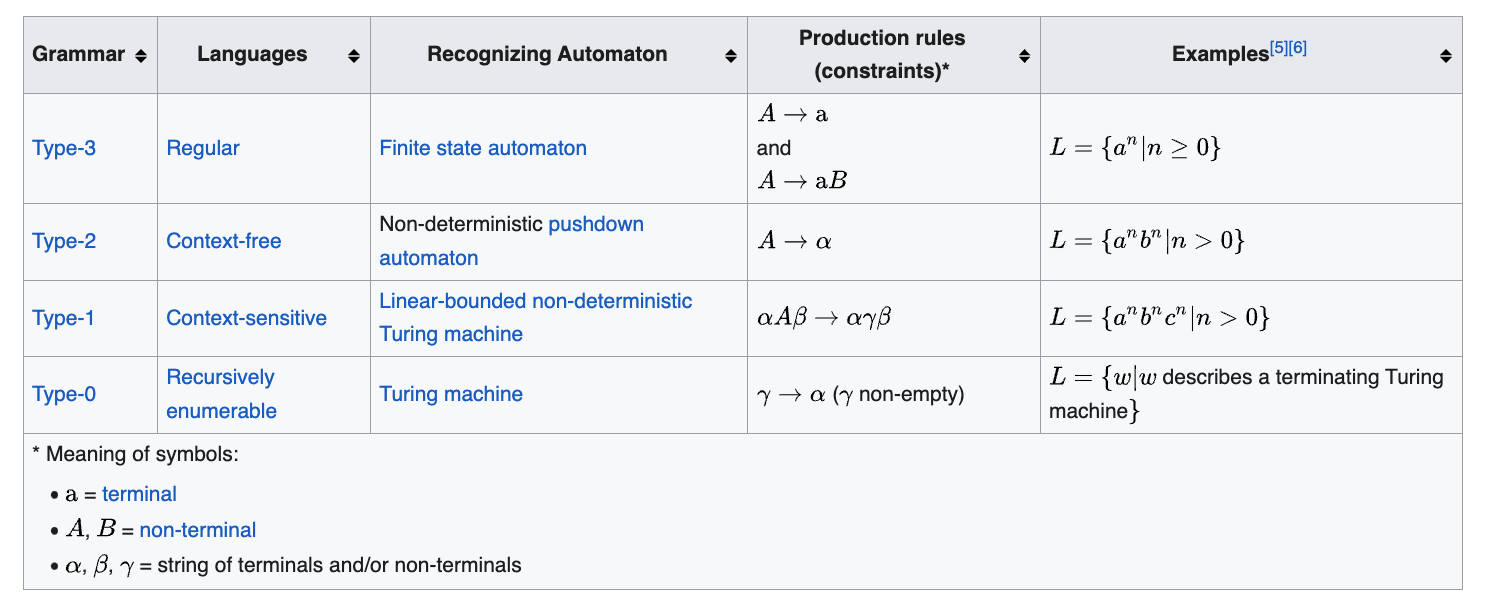 Grammar Languages Recognizing Automaton Production rules (constraints)* Examples[5][6]
Type-3 Regular Finite state automaton A → a and A → aB L = {aⁿ|n ≥ 0}
Type-2 Context-free Non-deterministic pushdown automaton A → α L = {aⁿbⁿ|n > 0}
Type-1 Context-sensitive Linear-bounded non-deterministic Turing machine αAβ → αγβ L = {aⁿbⁿcⁿ|n > 0}
Type-0 Recursively enumerable Turing machine γ → α (γ non-empty) L = {w|w describes a terminating Turing machine}
* Meaning of symbols:
• a = terminal
• A, B = non-terminal
• α, β, γ = string of terminals and/or non-terminals